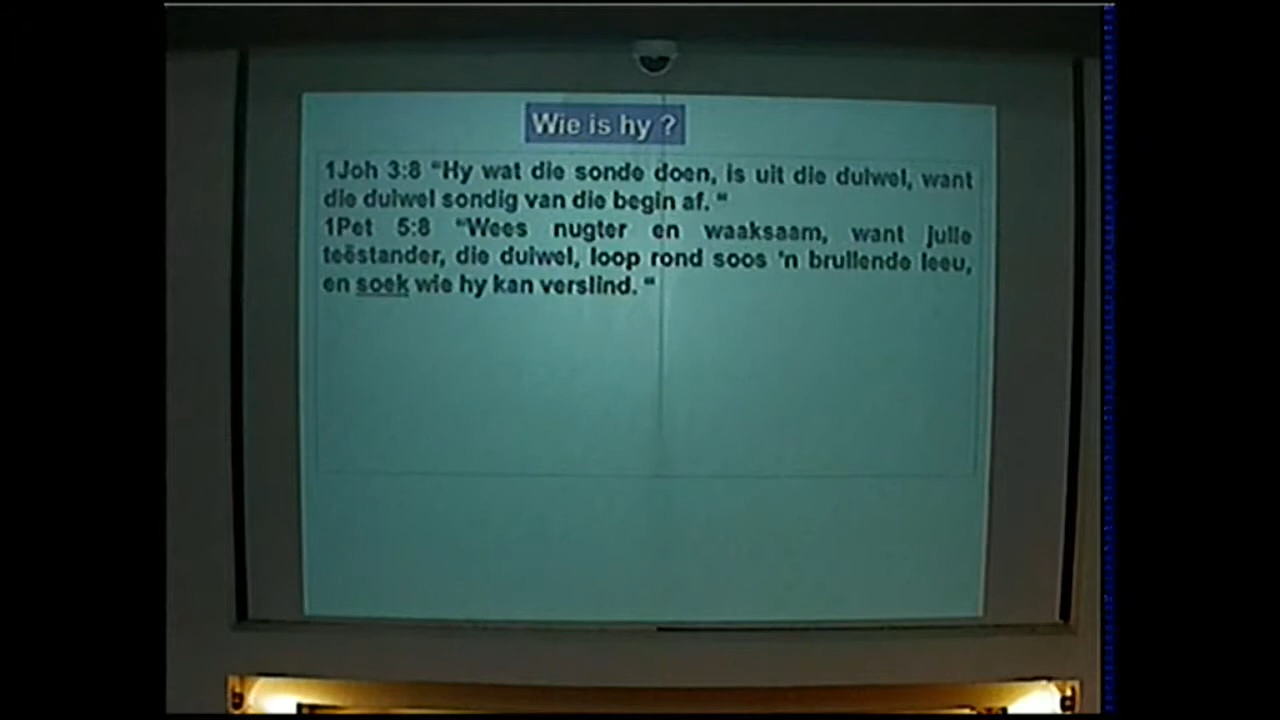 Wie is hy ?
1Joh 3:8 “Hy wat die sonde doen, is uit die duiwel, want
die duiwel sondig van die begin af. “
1Pet 5:8 “Wees nugter en waaksaam, want julle
teëstander, die duiwel, loop rond soos 'n brullende leeu,
en soek wie hy kan verslind. “